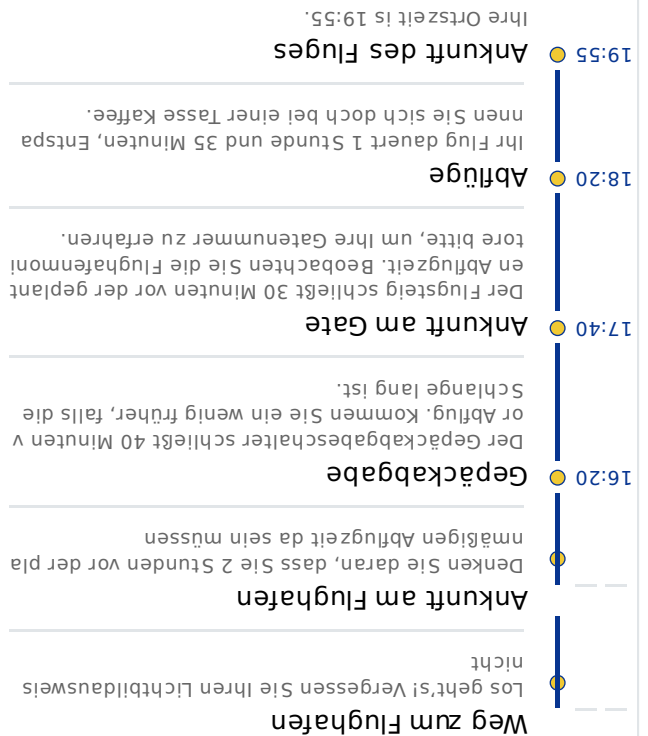 Weg zum Flughafen
Los geht's! Vergessen Sie Ihren Lichtbildausweis
nicht
Ankunft am Flughafen
Denken Sie daran, dass Sie 2 Stunden vor der pla
nmäßigen Abflugzeit da sein müssen
16:20 Gepäckabgabe
Der Gepäckabgabeschalter schließt 40 Minuten v
or Abflug. Kommen Sie ein wenig früher, falls die
Schlange lang ist.
17:40 Ankunft am Gate
Der Flugsteig schließt 30 Minuten vor der geplant
en Abflugzeit. Beobachten Sie die Flughafenmoni
tore bitte, um Ihre Gatenummer zu erfahren.
18:20 Abflüge
Ihr Flug dauert 1 Stunde und 35 Minuten, Entspa
nnen Sie sich doch bei einer Tasse Kaffee.
19:55 Ankunft des Fluges
Ihre Ortszeit is 19:55.